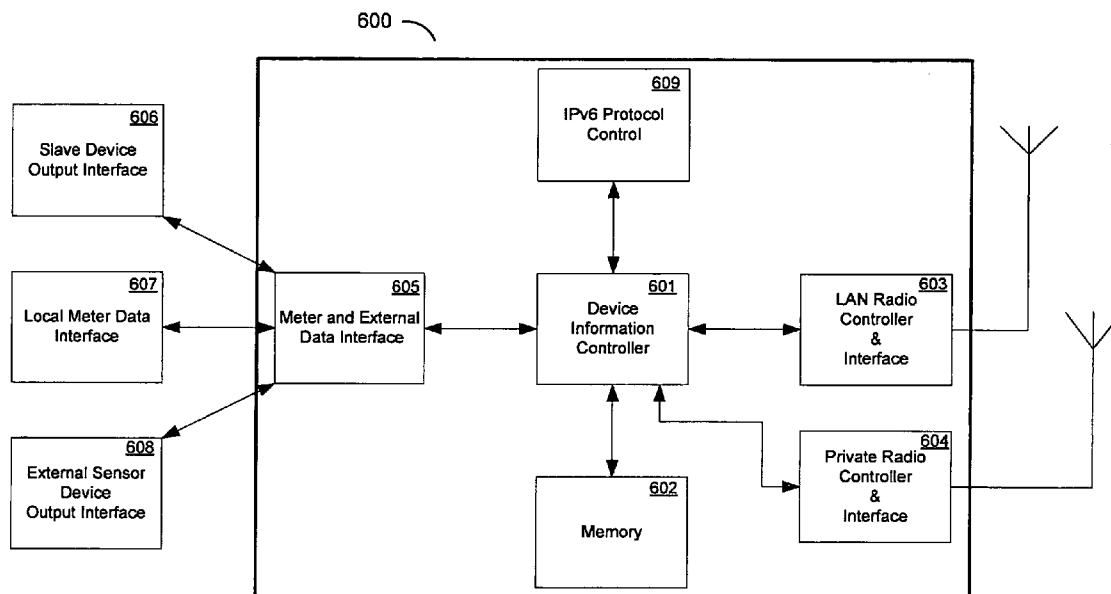 600
609
IPv6 Protocol
Control
606
Slave Device
Output Interface
607
Local Meter Data
Interface
605
Meter and External
Data Interface
601
Device
Information
Controller
603
LAN Radio
Controller
&
Interface
608
External Sensor
Device
Output Interface
602
Memory
604
Private Radio
Controller
&
Interface